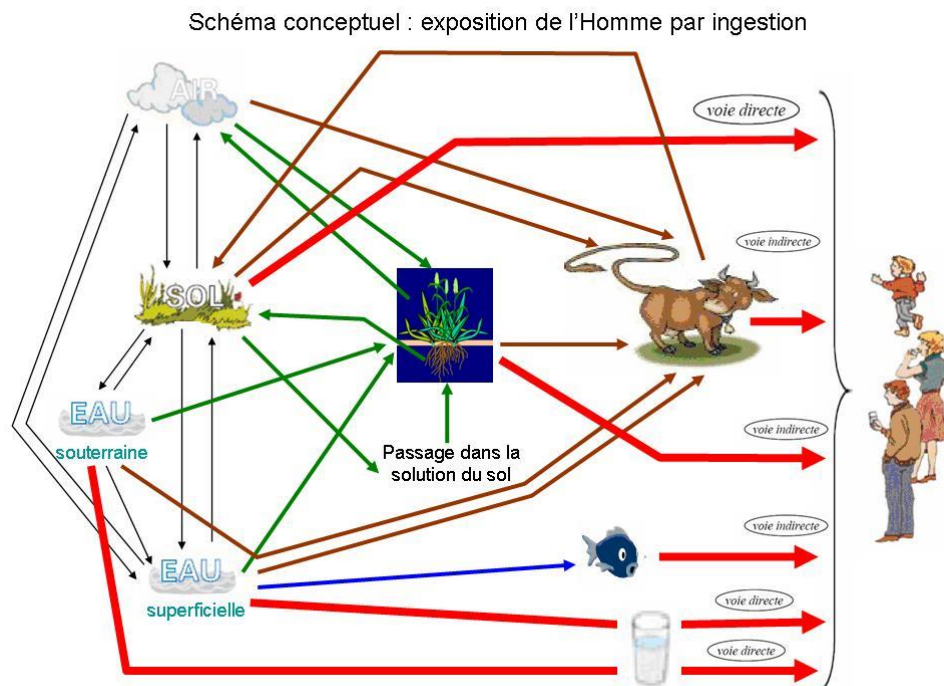 Schéma conceptuel : exposition de l'Homme par ingestion
AIR
voie directe
voie indirecte
SOL
EAU
souterraine
Passage dans la
solution du sol
voie indirecte
voie indirecte
EAU
superficielle
voie directe
voie directe